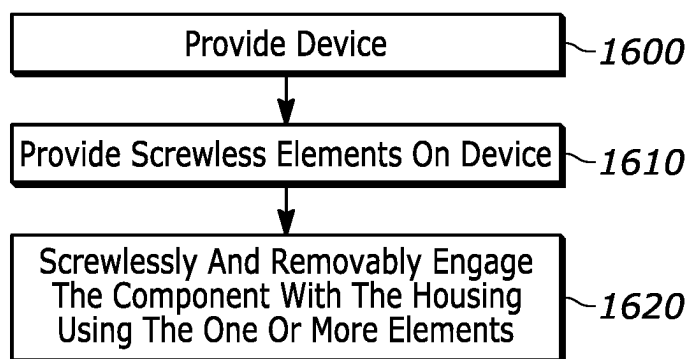 Provide Device
1600
Provide Screwless Elements On Device
1610
Screwlessly And Removably Engage
The Component With The Housing
Using The One Or More Elements
1620